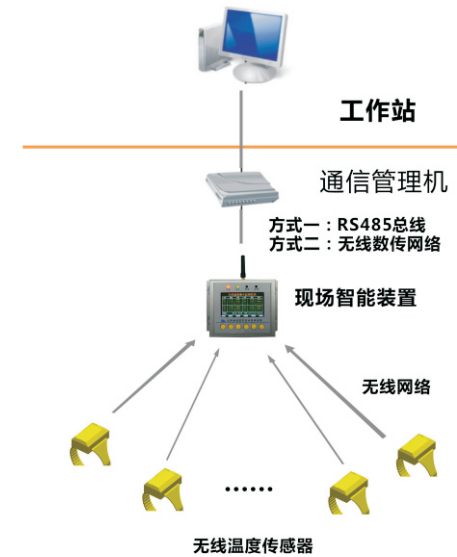 工作站
通信管理机
方式一：RS485总线
方式二：无线数传网络
现场智能装置
无线网络
......
无线温度传感器